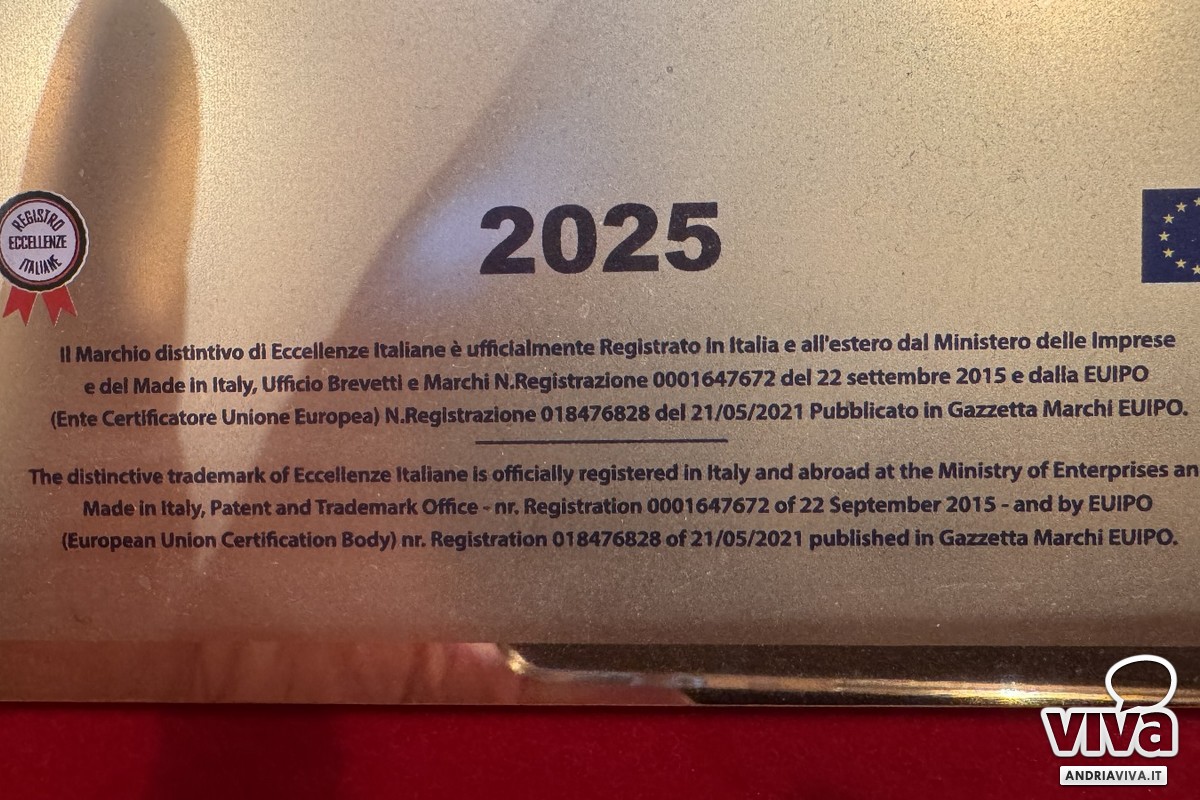 2025
REGISTRO
ECCELLENZE
ITALIANE
Il Marchio distintivo di Eccellenze Italiane è ufficialmente Registrato in Italia e all'estero dal Ministero delle Imprese
e del Made in Italy, Ufficio Brevetti e Marchi N.Registrazione 0001647672 del 22 settembre 2015 e dalla EUIPO
(Ente Certificatore Unione Europea) N.Registrazione 018476828 del 21/05/2021 Pubblicato in Gazzetta Marchi EUIPO.
The distinctive trademark of Eccellenze Italiane is officially registered in Italy and abroad at the Ministry of Enterprises an
Made in Italy, Patent and Trademark Office - nr. Registration 0001647672 of 22 September 2015 - and by EUIPO
(European Union Certification Body) nr. Registration 018476828 of 21/05/2021 published in Gazzetta Marchi EUIPO.
viva
ANDRIAVIVA.IT